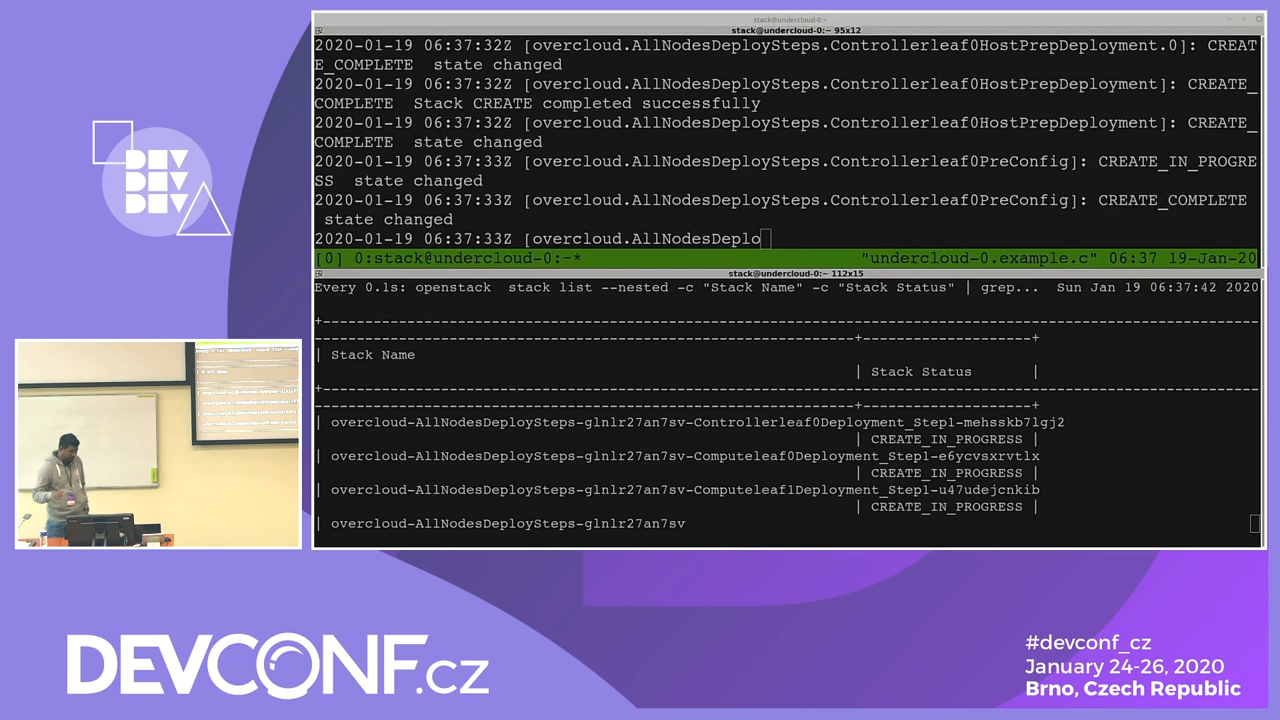 stack@undercloud-0:~
stack@undercloud-0:~ 95x12
2020-01-19 06:37:32Z [overcloud.AllNodesDeploySteps.Controllerleaf0HostPrepDeployment.0]: CREAT
E_COMPLETE  state changed
2020-01-19 06:37:32Z [overcloud.AllNodesDeploySteps.Controllerleaf0HostPrepDeployment]: CREATE_
COMPLETE  Stack CREATE completed successfully
2020-01-19 06:37:32Z [overcloud.AllNodesDeploySteps.Controllerleaf0HostPrepDeployment]: CREATE_
COMPLETE  state changed
2020-01-19 06:37:33Z [overcloud.AllNodesDeploySteps.Controllerleaf0PreConfig]: CREATE_IN_PROGRE
SS  state changed
2020-01-19 06:37:33Z [overcloud.AllNodesDeploySteps.Controllerleaf0PreConfig]: CREATE_COMPLETE
 state changed
2020-01-19 06:37:33Z [overcloud.AllNodesDeplo
[0] 0:stack@undercloud-0:~* "undercloud-0.example.c" 06:37 19-Jan-20
stack@undercloud-0:~ 112x15
Every 0.1s: openstack  stack list --nested -c "Stack Name" -c "Stack Status" | grep...  Sun Jan 19 06:37:42 2020
| Stack Name
| Stack Status |
| overcloud-AllNodesDeploySteps-glnlr27an7sv-Controllerleaf0Deployment_Step1-mehsskb7lgj2
| CREATE_IN_PROGRESS |
| overcloud-AllNodesDeploySteps-glnlr27an7sv-Computeleaf0Deployment_Step1-e6ycvsxrvtlx
| CREATE_IN_PROGRESS |
| overcloud-AllNodesDeploySteps-glnlr27an7sv-Computeleaf1Deployment_Step1-u47udejcnkib
| CREATE_IN_PROGRESS |
| overcloud-AllNodesDeploySteps-glnlr27an7sv
DEV
DEV
DEV
DEVCONF.cz
#devconf_cz
January 24-26, 2020
Brno, Czech Republic